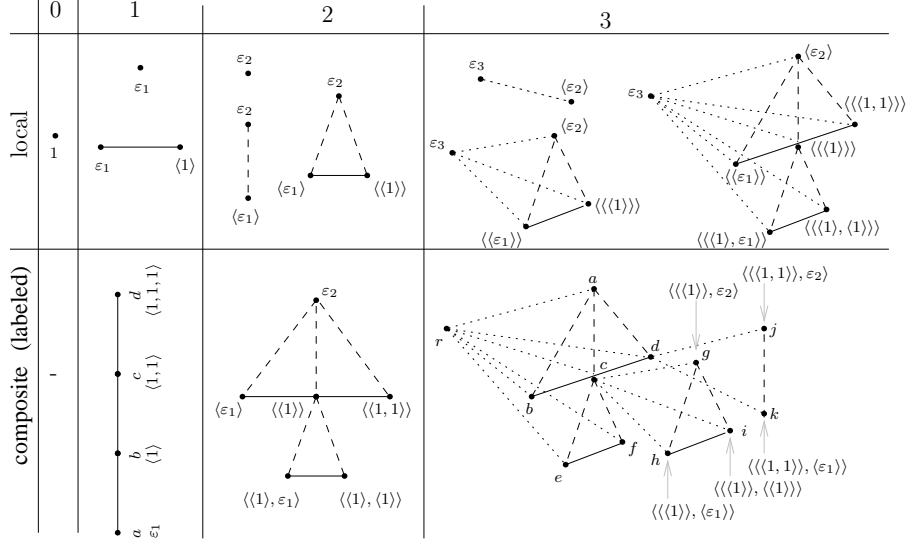 0 1 2 3
local
1
ε₁
ε₁ ⟨1⟩
ε₂
ε₂
⟨ε₁⟩
ε₂
⟨ε₁⟩ ⟨⟨1⟩⟩
ε₃ ⟨ε₂⟩
ε₃ ⟨ε₂⟩
⟨⟨ε₁⟩⟩ ⟨⟨⟨1⟩⟩⟩
ε₃ ⟨ε₂⟩
⟨⟨⟨1, 1⟩⟩⟩
⟨⟨ε₁⟩⟩ ⟨⟨⟨1⟩⟩⟩
⟨⟨⟨1⟩, ε₁⟩⟩ ⟨⟨⟨1⟩, ⟨1⟩⟩⟩
composite (labeled)
-
d ⟨1, 1, 1⟩
c ⟨1, 1⟩
b ⟨1⟩
a ε₁
ε₂
⟨ε₁⟩ ⟨⟨1⟩⟩ ⟨⟨1, 1⟩⟩
⟨⟨1⟩, ε₁⟩ ⟨⟨1⟩, ⟨1⟩⟩
⟨⟨⟨1, 1⟩⟩, ε₂⟩
a ⟨⟨⟨1⟩⟩, ε₂⟩
r d g j
b c k
e f h i
⟨⟨⟨1, 1⟩⟩, ⟨ε₁⟩⟩
⟨⟨⟨1⟩⟩, ⟨⟨1⟩⟩⟩
⟨⟨⟨1⟩⟩, ⟨ε₁⟩⟩